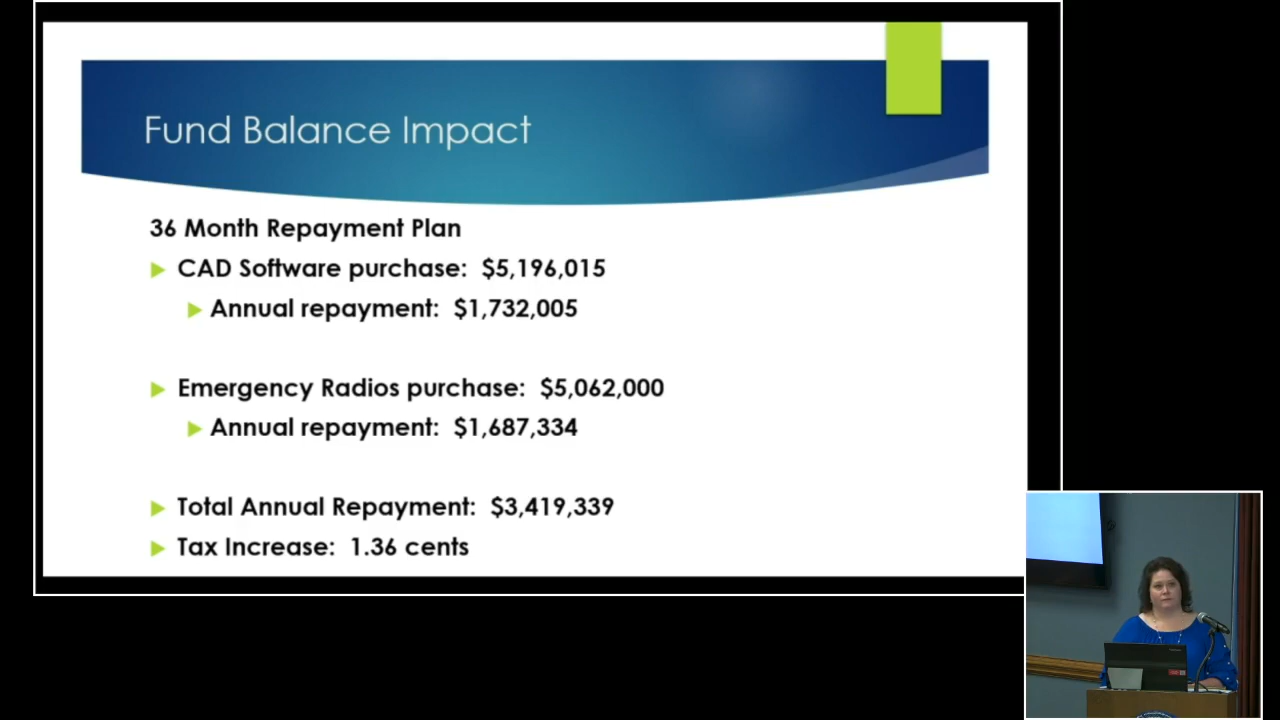 Fund Balance Impact
36 Month Repayment Plan
CAD Software purchase: $5,196,015
Annual repayment: $1,732,005
Emergency Radios purchase: $5,062,000
Annual repayment: $1,687,334
Total Annual Repayment: $3,419,339
Tax Increase: 1.36 cents